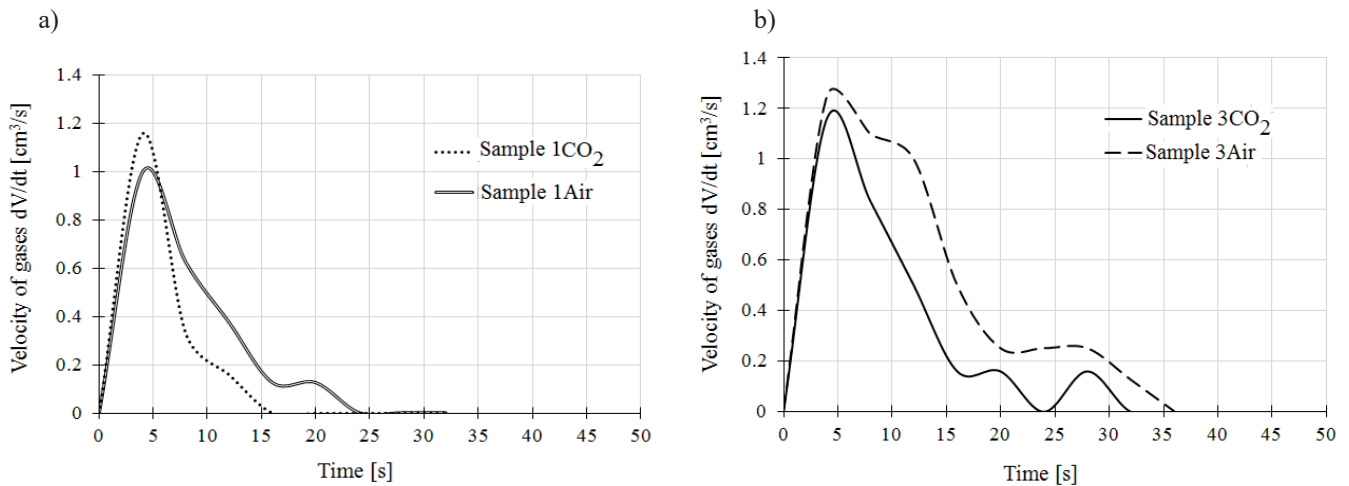 a)
Velocity of gases dV/dt [cm³/s]
1.4
1.2
1
0.8
0.6
0.4
0.2
0
0 5 10 15 20 25 30 35 40 45 50
Time [s]
Sample 1CO₂
Sample 1Air
b)
Velocity of gases dV/dt [cm³/s]
1.4
1.2
1
0.8
0.6
0.4
0.2
0
0 5 10 15 20 25 30 35 40 45 50
Time [s]
Sample 3CO₂
Sample 3Air